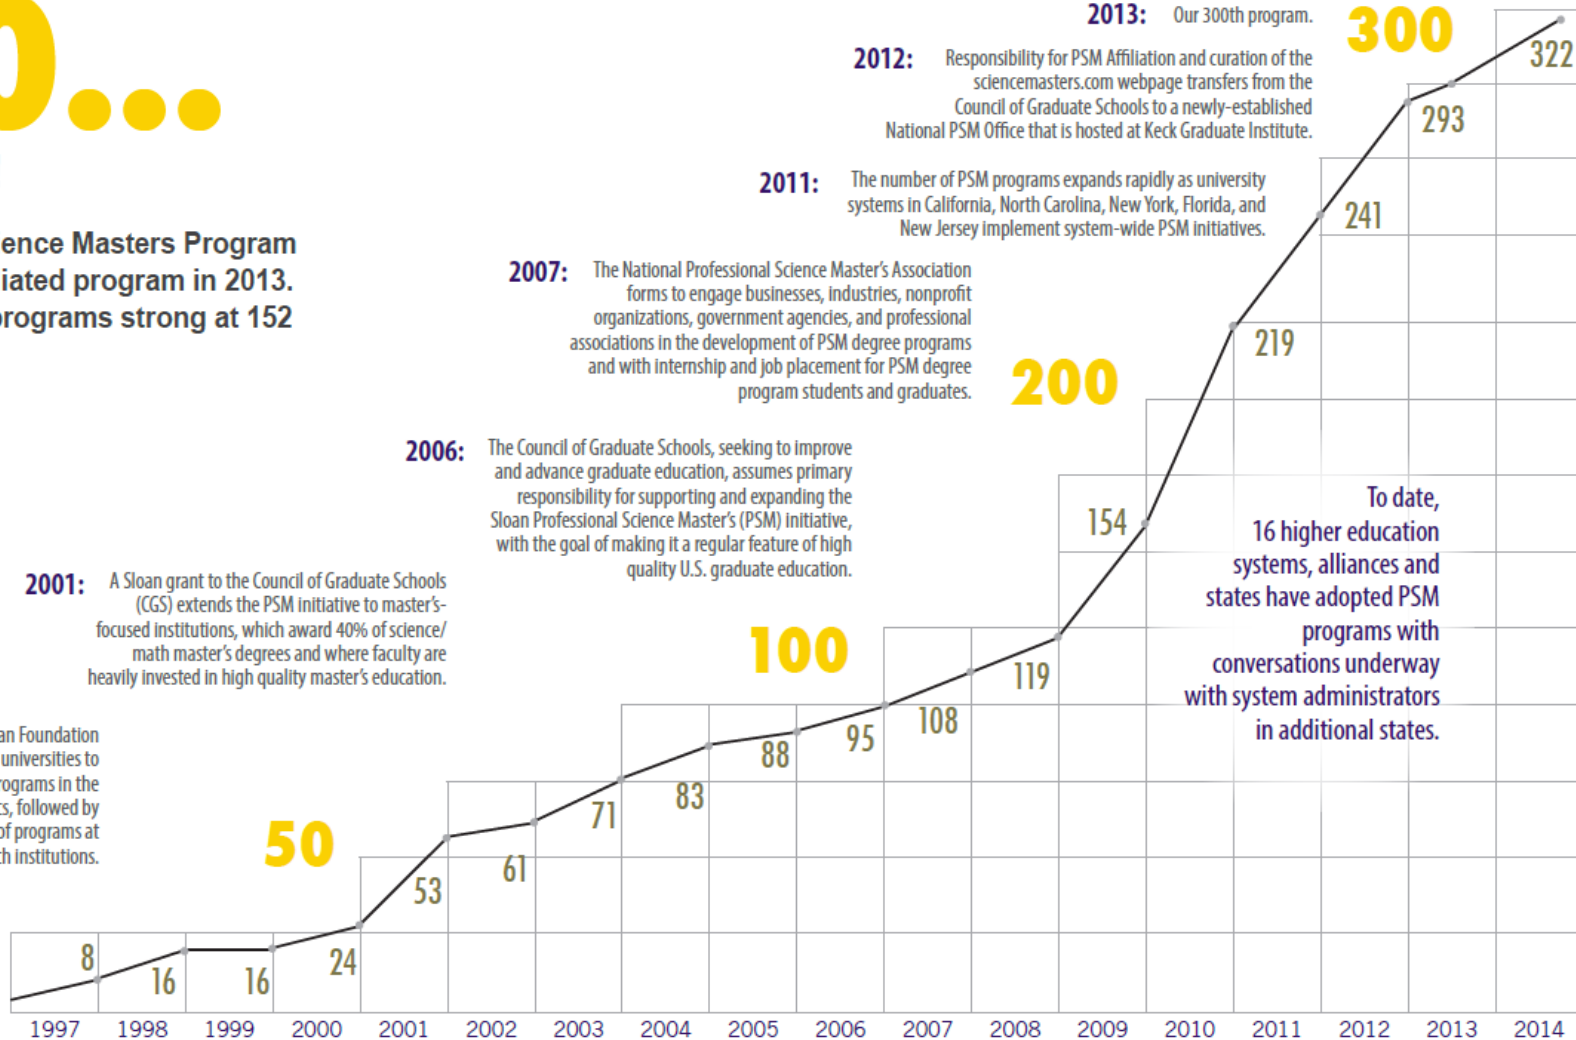 0...
ence Masters Program
iated program in 2013.
programs strong at 152
2013: Our 300th program.
300
322
2012: Responsibility for PSM Affiliation and curation of the
sciencemasters.com webpage transfers from the
Council of Graduate Schools to a newly-established
National PSM Office that is hosted at Keck Graduate Institute.
293
2011: The number of PSM programs expands rapidly as university
systems in California, North Carolina, New York, Florida, and
New Jersey implement system-wide PSM initiatives.
241
2007: The National Professional Science Master's Association
forms to engage businesses, industries, nonprofit
organizations, government agencies, and professional
associations in the development of PSM degree programs
and with internship and job placement for PSM degree
program students and graduates.
219
200
2006: The Council of Graduate Schools, seeking to improve
and advance graduate education, assumes primary
responsibility for supporting and expanding the
Sloan Professional Science Master's (PSM) initiative,
with the goal of making it a regular feature of high
quality U.S. graduate education.
154
To date,
16 higher education
systems, alliances and
states have adopted PSM
programs with
conversations underway
with system administrators
in additional states.
2001: A Sloan grant to the Council of Graduate Schools
(CGS) extends the PSM initiative to master's-
focused institutions, which award 40% of science/
math master's degrees and where faculty are
heavily invested in high quality master's education.
100
119
108
95
88
83
71
61
53
50
an Foundation
universities to
rograms in the
s, followed by
of programs at
h institutions.
8
16
16
24
1997 1998 1999 2000 2001 2002 2003 2004 2005 2006 2007 2008 2009 2010 2011 2012 2013 2014